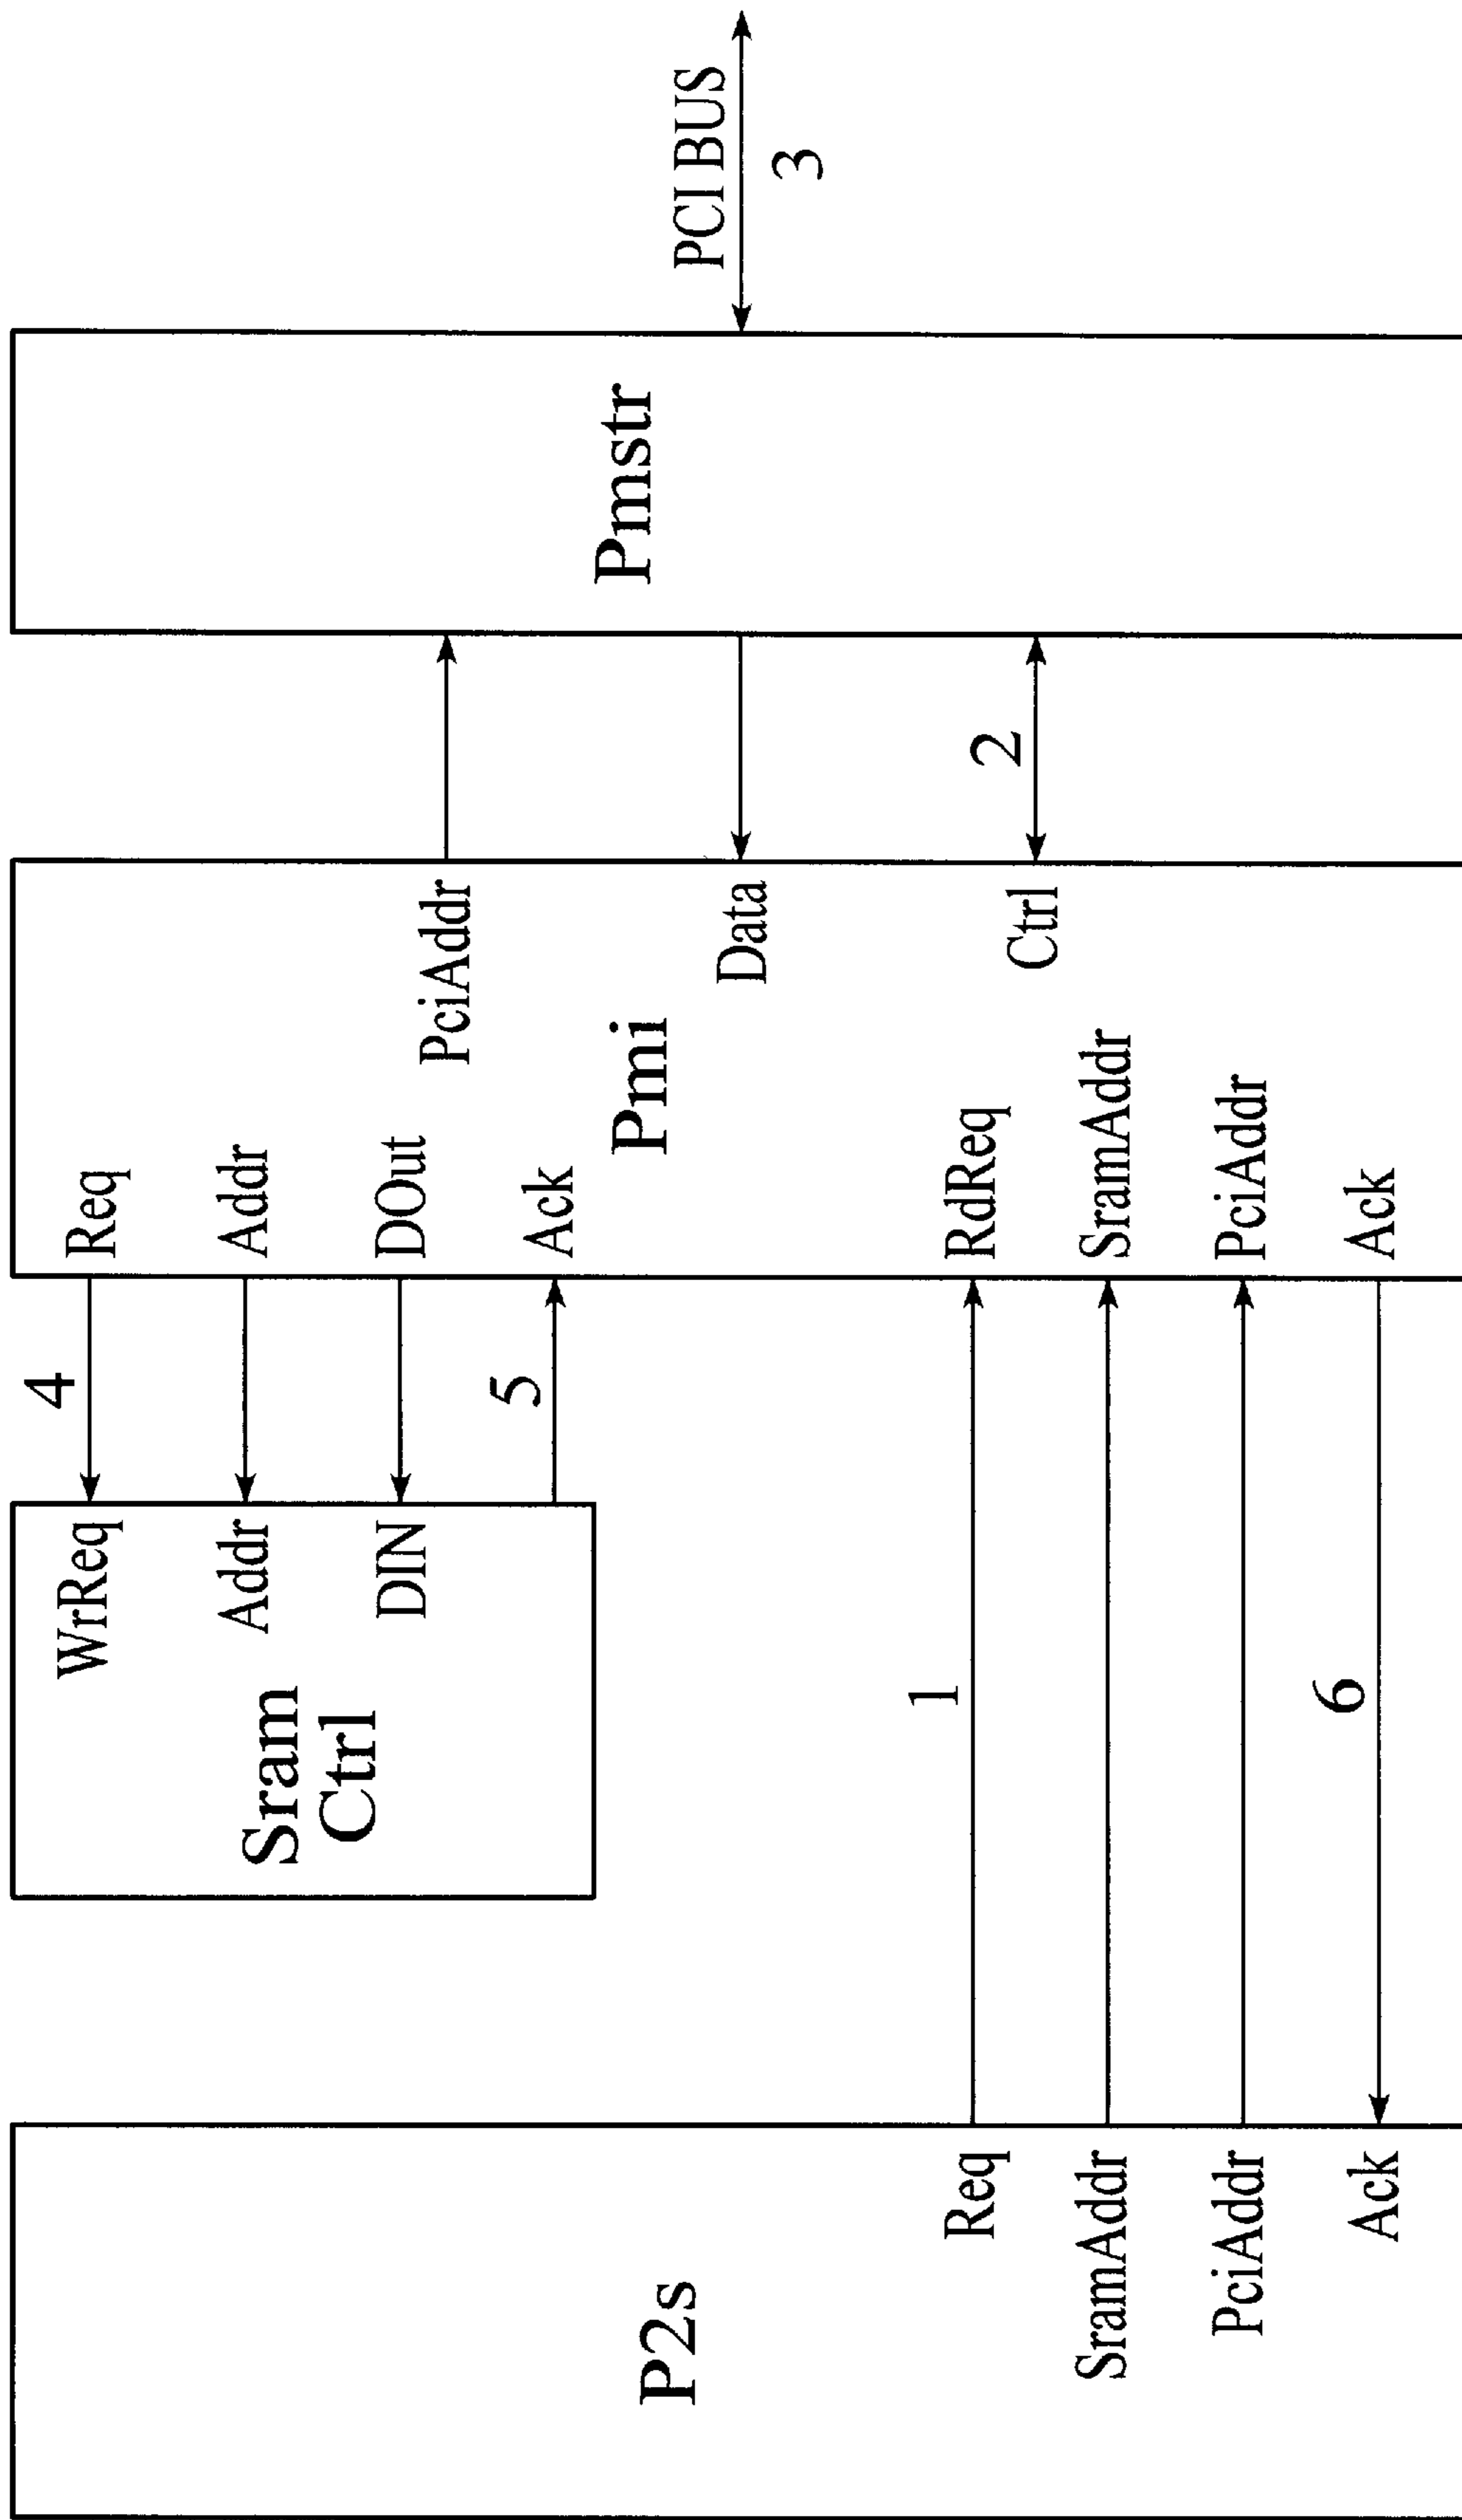 P2s
Req
SramAddr
PciAddr
Ack
Sram
Ctrl
WrReq
Addr
DIN
4
5
1
6
Req
Addr
DOut
Ack
Pmi
RdReq
SramAddr
PciAddr
Ack
PciAddr
Data
Ctrl
2
Pmstr
PCI BUS
3